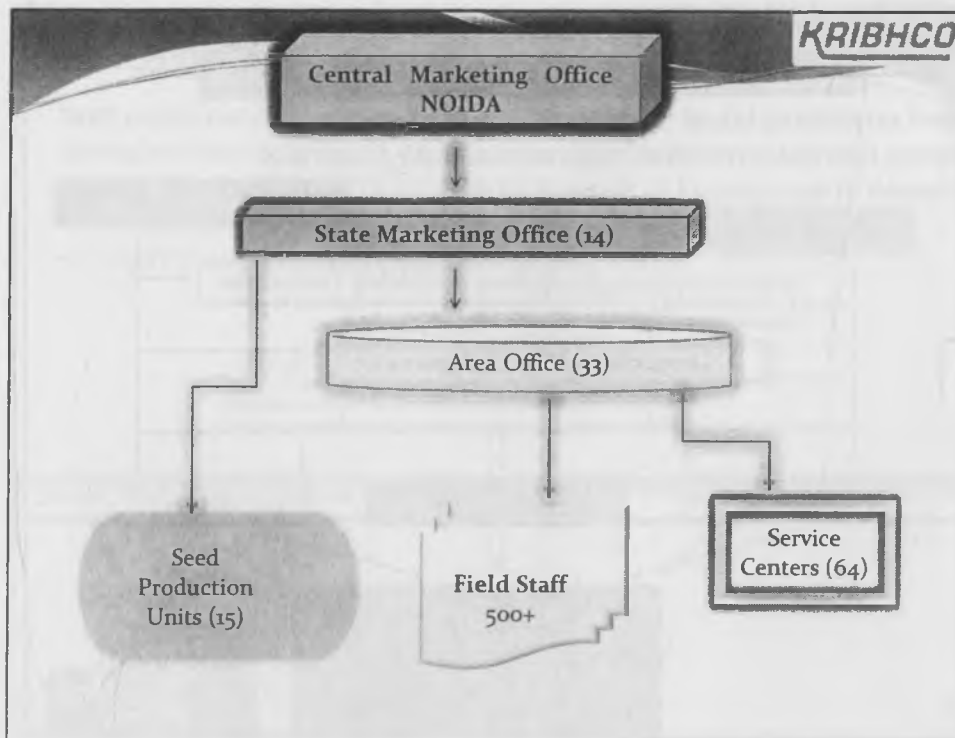 KRIBHCO
Central Marketing Office
NOIDA
State Marketing Office (14)
Area Office (33)
Seed
Production
Units (15)
Field Staff
500+
Service
Centers (64)